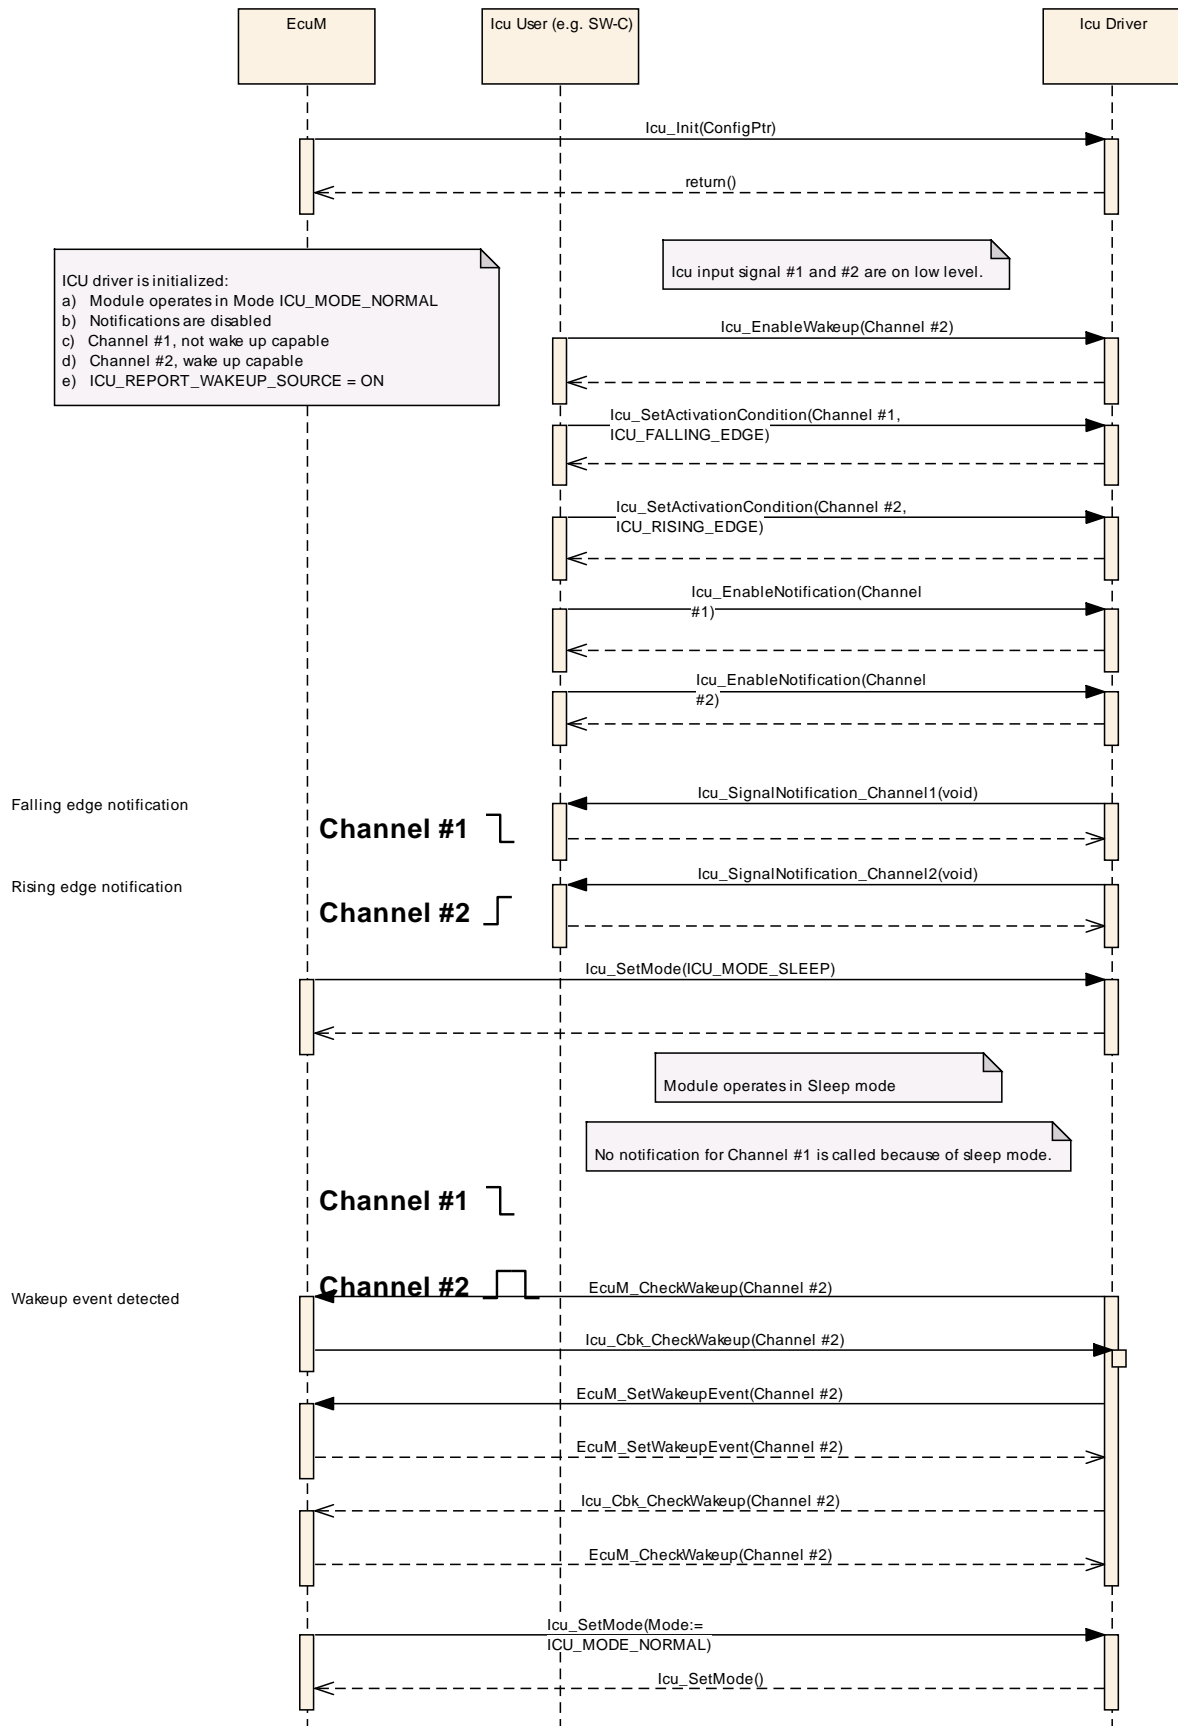 EcuM
Icu User (e.g. SW-C)
Icu Driver
Icu_Init(ConfigPtr)
return()
ICU driver is initialized:
a) Module operates in Mode ICU_MODE_NORMAL
b) Notifications are disabled
c) Channel #1, not wake up capable
d) Channel #2, wake up capable
e) ICU_REPORT_WAKEUP_SOURCE = ON
Icu input signal #1 and #2 are on low level.
Icu_EnableWakeup(Channel #2)
Icu_SetActivationCondition(Channel #1,
ICU_FALLING_EDGE)
Icu_SetActivationCondition(Channel #2,
ICU_RISING_EDGE)
Icu_EnableNotification(Channel
#1)
Icu_EnableNotification(Channel
#2)
Icu_SignalNotification_Channel1(void)
Falling edge notification
Channel #1
Icu_SignalNotification_Channel2(void)
Rising edge notification
Channel #2
Icu_SetMode(ICU_MODE_SLEEP)
Module operates in Sleep mode
No notification for Channel #1 is called because of sleep mode.
Channel #1
Channel #2
EcuM_CheckWakeup(Channel #2)
Wakeup event detected
Icu_Cbk_CheckWakeup(Channel #2)
EcuM_SetWakeupEvent(Channel #2)
EcuM_SetWakeupEvent(Channel #2)
Icu_Cbk_CheckWakeup(Channel #2)
EcuM_CheckWakeup(Channel #2)
Icu_SetMode(Mode:=
ICU_MODE_NORMAL)
Icu_SetMode()